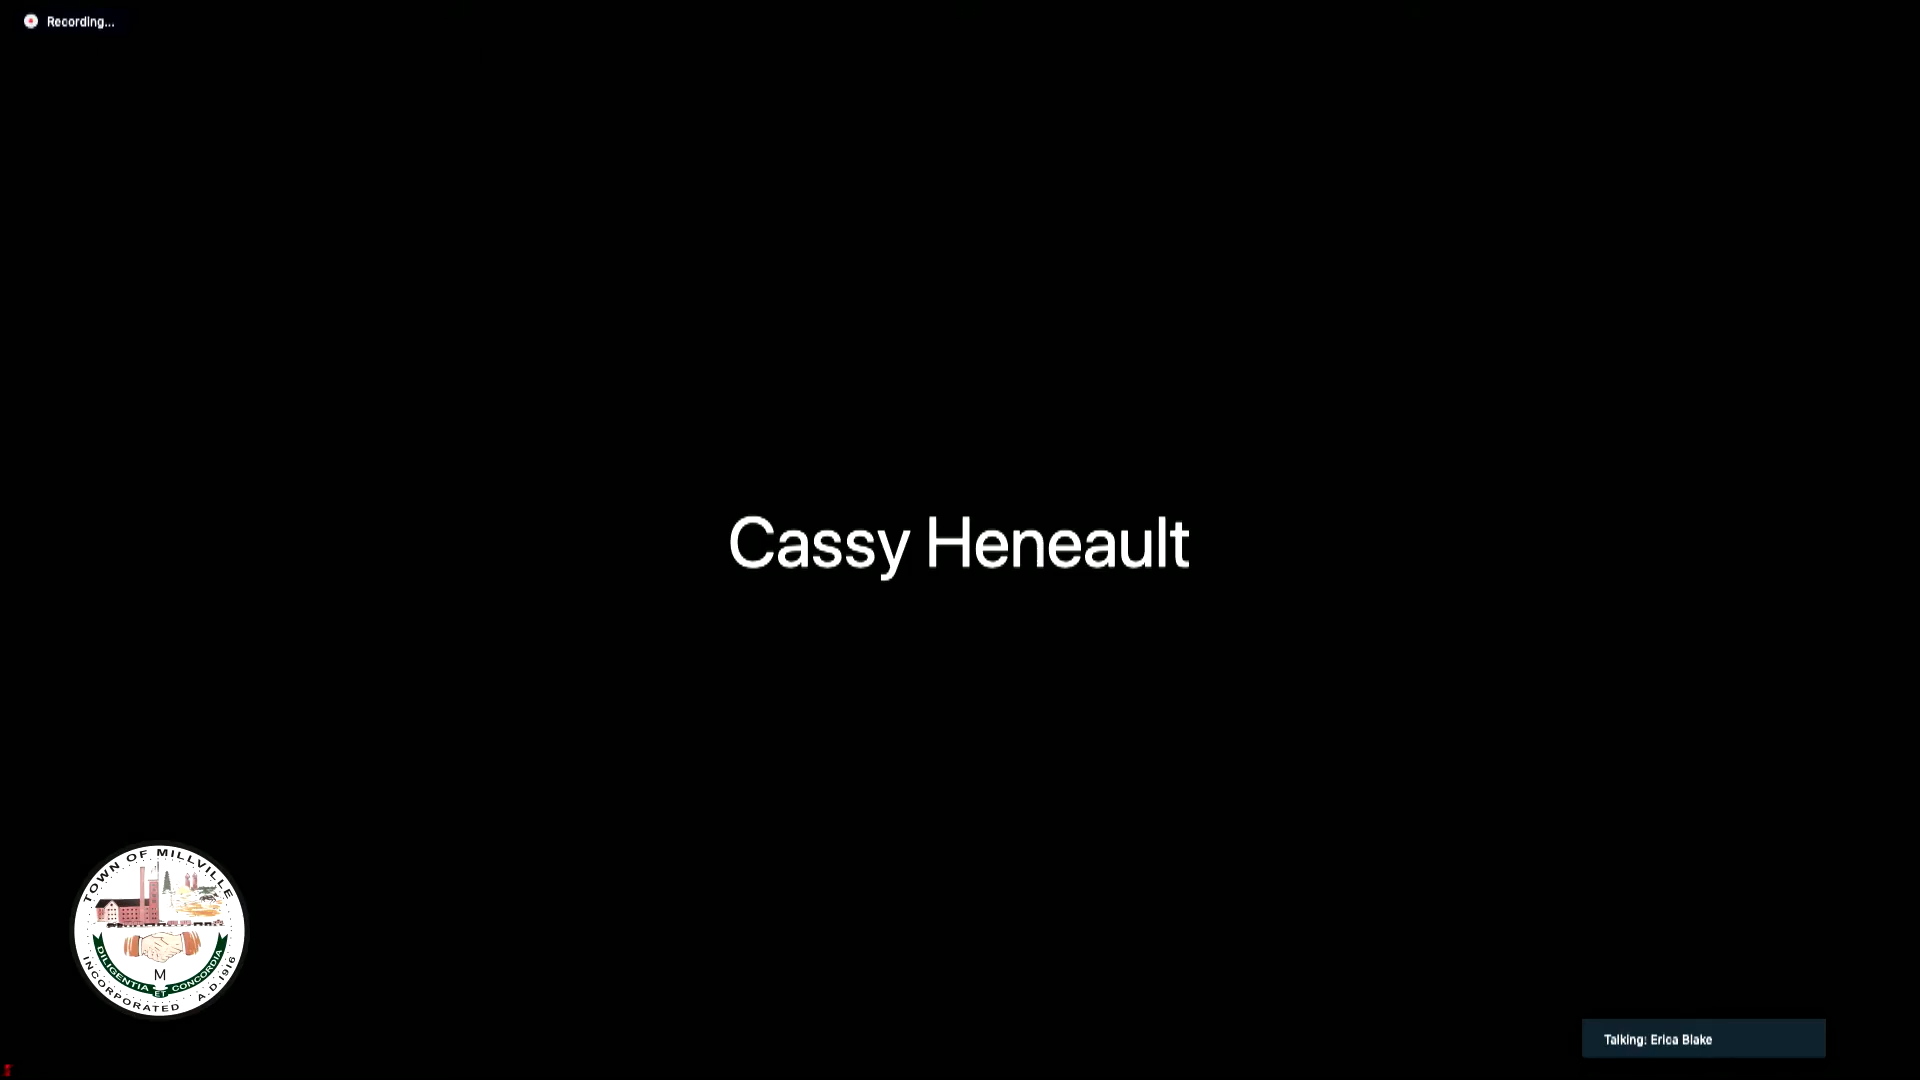 Recording...
Cassy Heneault
TOWN OF MILLVILLE
DILIGENTIA ET CONCORDIA
M
INCORPORATED A.D. 1916
Talking: Erica Blake